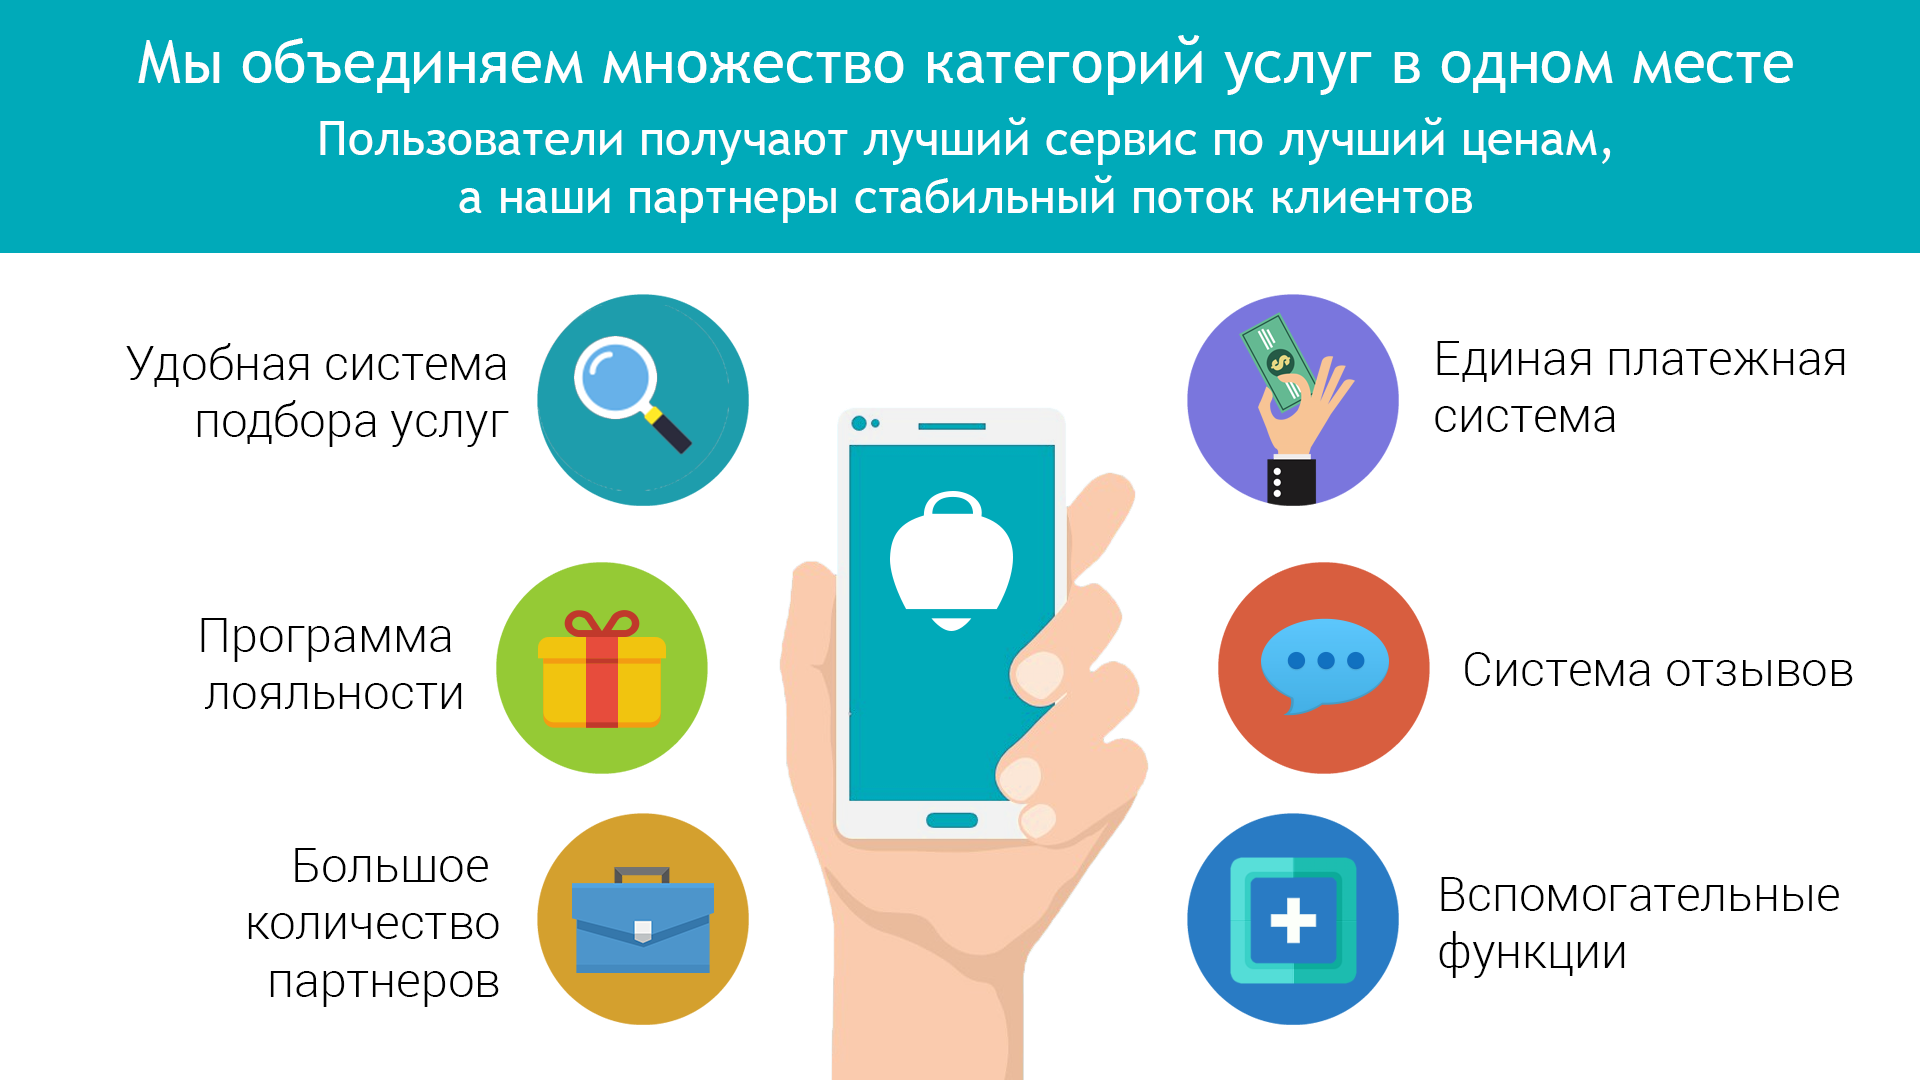 Мы объединяем множество категорий услуг в одном месте
Пользователи получают лучший сервис по лучший ценам,
а наши партнеры стабильный поток клиентов
Удобная система
подбора услуг
Единая платежная
система
Программа
лояльности
Система отзывов
Большое
количество
партнеров
Вспомогательные
функции